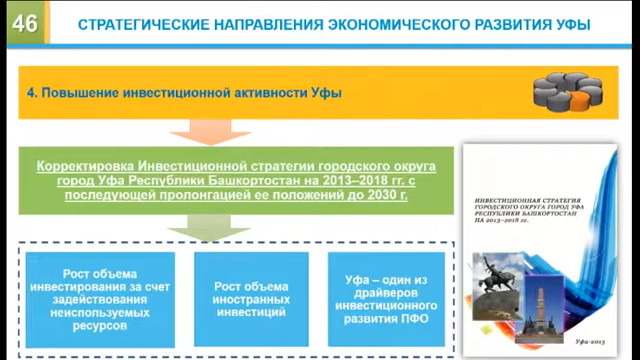 46
СТРАТЕГИЧЕСКИЕ НАПРАВЛЕНИЯ ЭКОНОМИЧЕСКОГО РАЗВИТИЯ УФЫ
4. Повышение инвестиционной активности Уфы
Корректировка Инвестиционной стратегии городского округа
город Уфа Республики Башкортостан на 2013–2018 гг. с
последующей пролонгацией ее положений до 2030 г.
Рост объема
инвестирования за счет
задействования
неиспользуемых
ресурсов
Рост объема
иностранных
инвестиций
Уфа – один из
драйверов
инвестиционного
развития ПФО
ИНВЕСТИЦИОННАЯ СТРАТЕГИЯ
ГОРОДСКОГО ОКРУГА ГОРОД УФА
РЕСПУБЛИКИ БАШКОРТОСТАН
НА 2013–2018 гг.
Уфа-2013